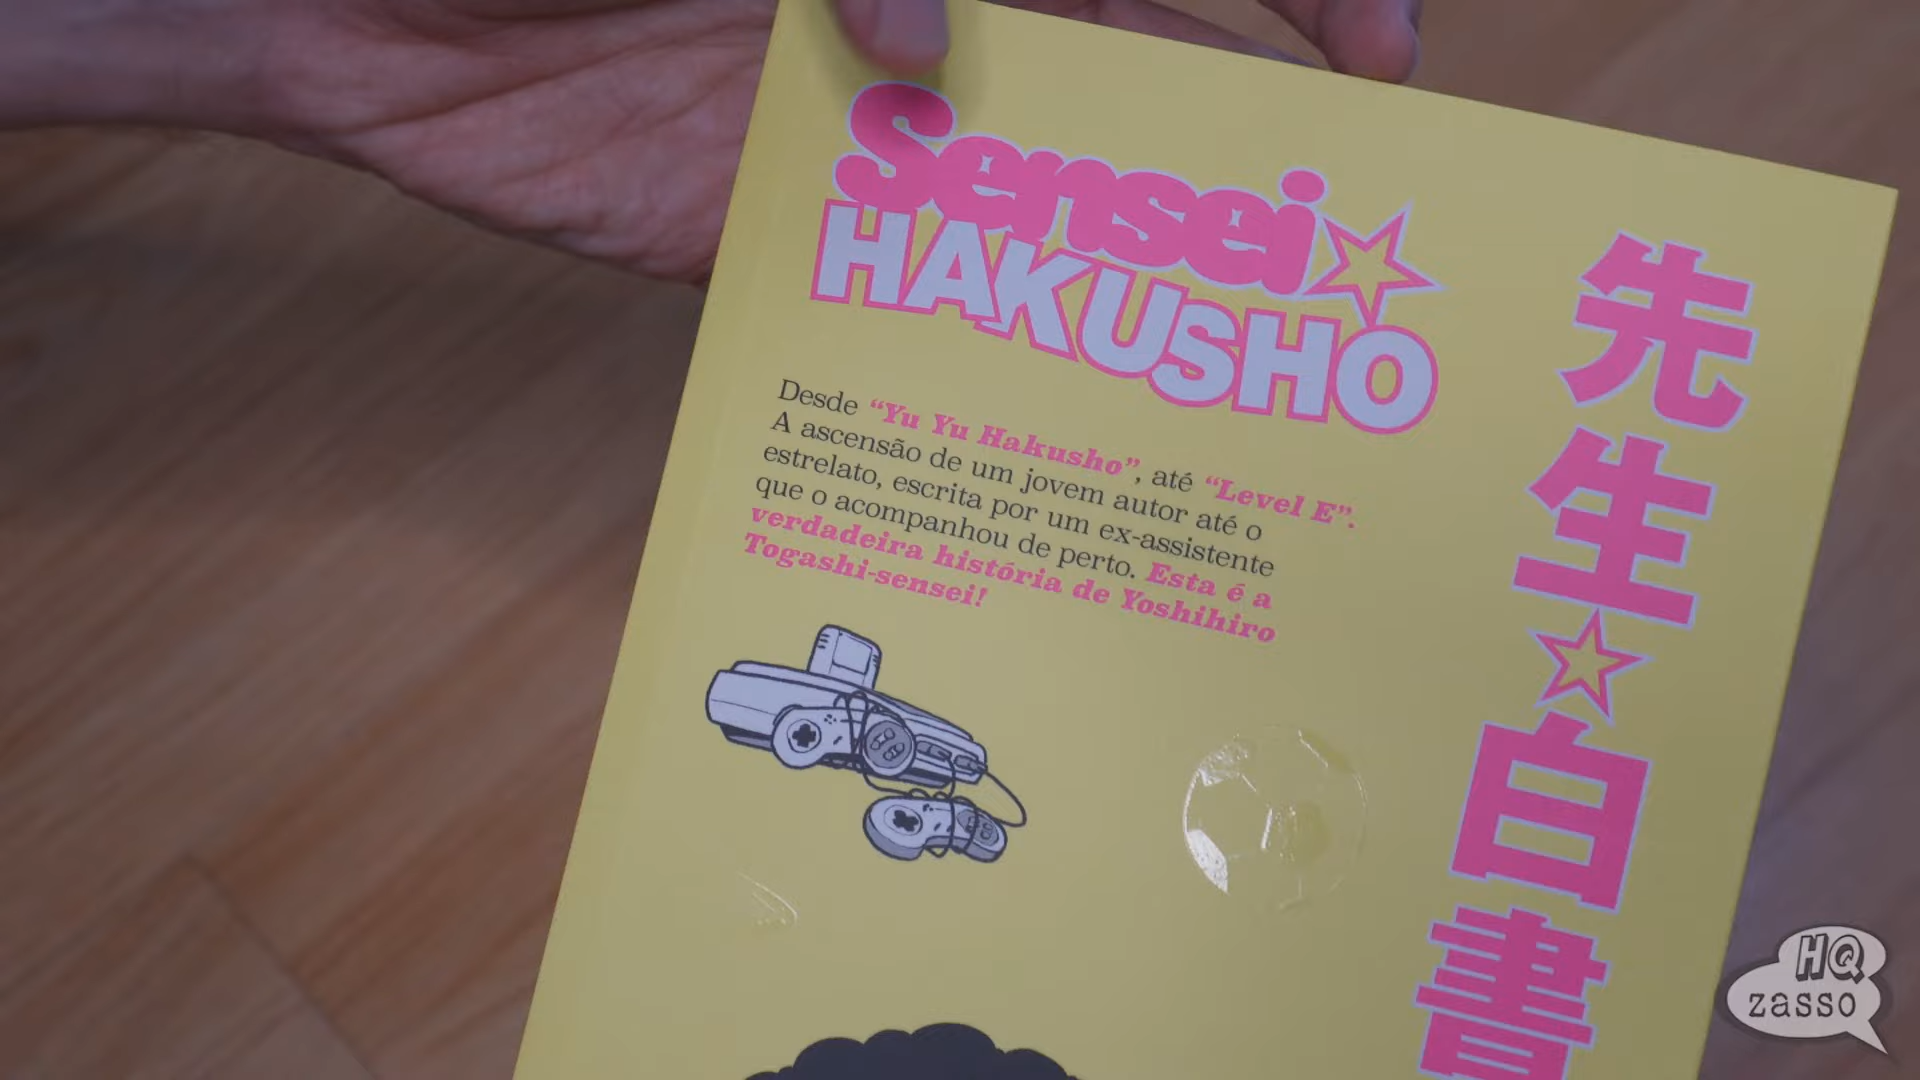 Sensei☆
HAKUSHO
Desde “Yu Yu Hakusho”, até “Level E”.
A ascensão de um jovem autor até o
estrelato, escrita por um ex-assistente
que o acompanhou de perto. Esta é a
verdadeira história de Yoshihiro
Togashi-sensei!
先生☆白書
HQ
zasso